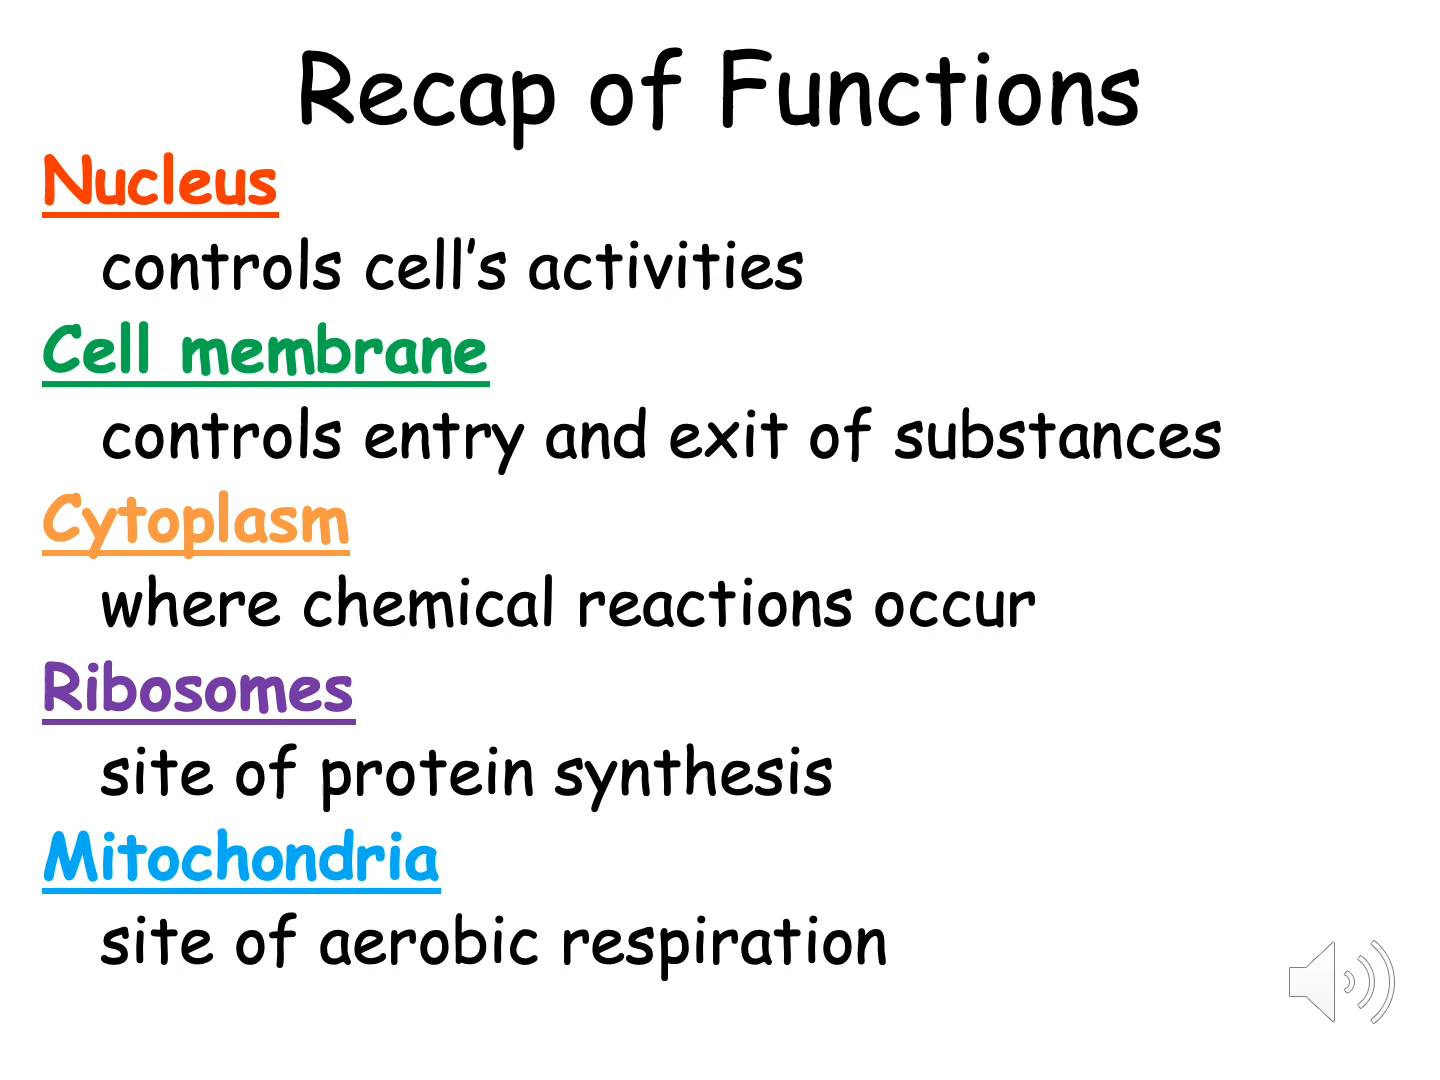 Recap of Functions
Nucleus
controls cell’s activities
Cell membrane
controls entry and exit of substances
Cytoplasm
where chemical reactions occur
Ribosomes
site of protein synthesis
Mitochondria
site of aerobic respiration